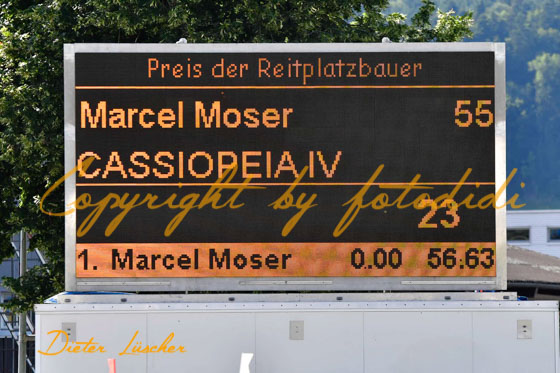 Preis der Reitplatzbauer
Marcel Moser 55
CASSIOPEIA IV
Copyright by fotodidi
23
1. Marcel Moser 0.00 56.63
Dieter Lüscher